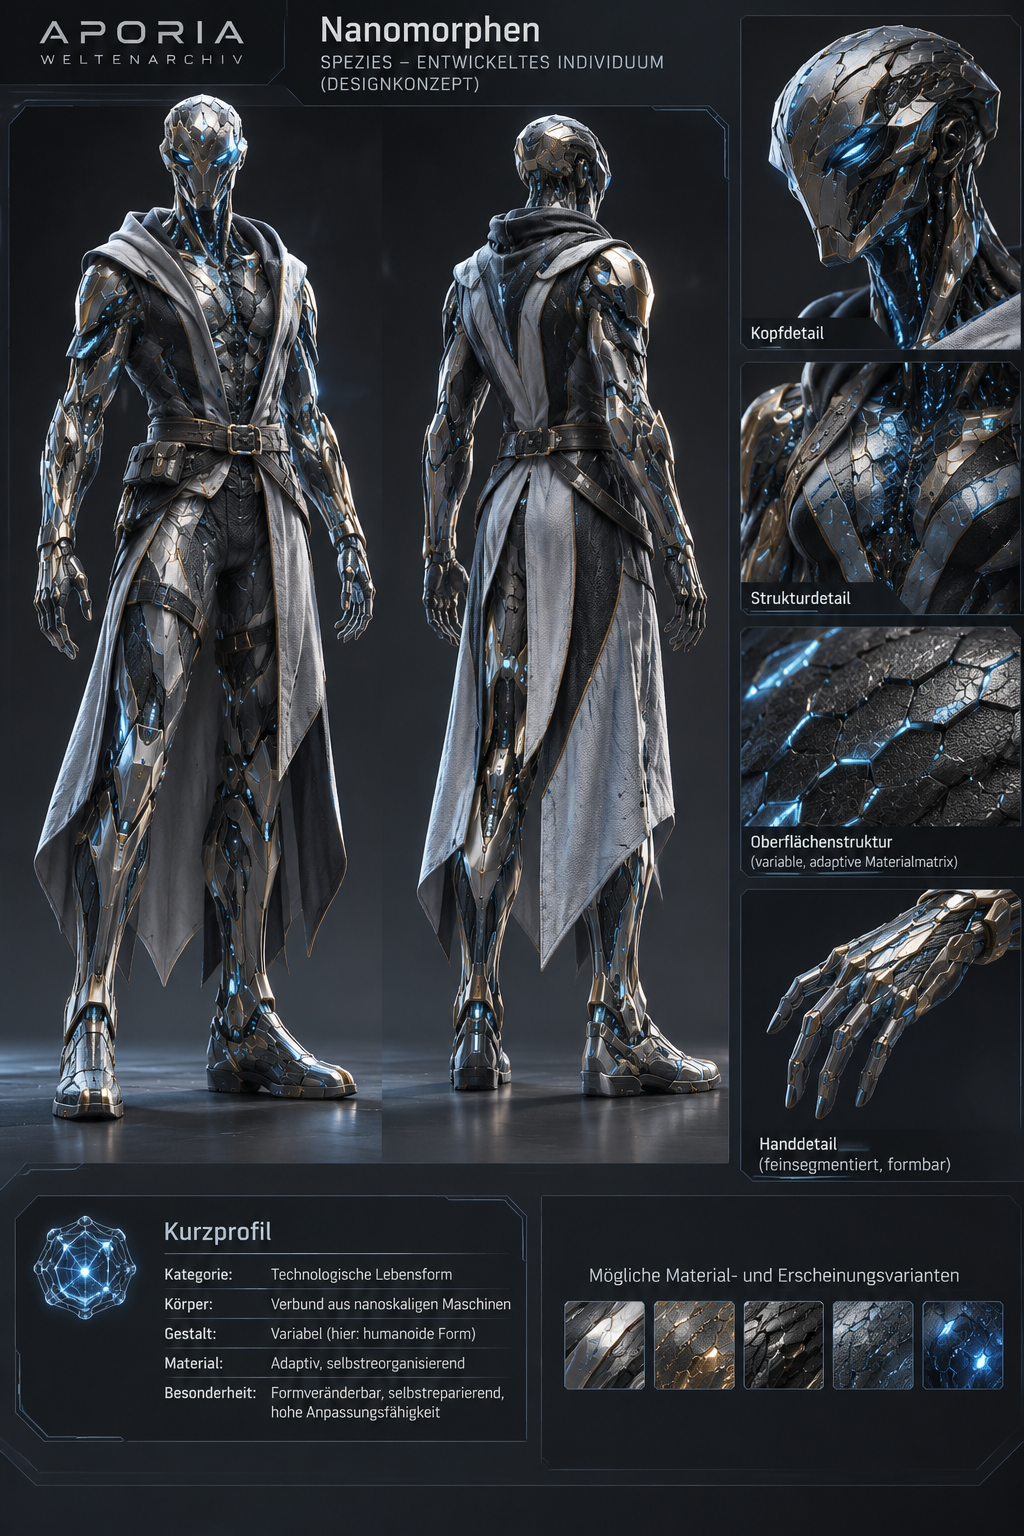 APORIA
WELTENARCHIV
Nanomorphen
SPEZIES – ENTWICKELTES INDIVIDUUM
(DESIGNKONZEPT)
Kopfdetail
Strukturdetail
Oberflächenstruktur
(variable, adaptive Materialmatrix)
Handdetail
(feinsegmentiert, formbar)
Kurzprofil
Kategorie: Technologische Lebensform
Körper: Verbund aus nanoskaligen Maschinen
Gestalt: Variabel (hier: humanoide Form)
Material: Adaptiv, selbstreorganisierend
Besonderheit: Formveränderbar, selbstreparierend,
hohe Anpassungsfähigkeit
Mögliche Material- und Erscheinungsvarianten